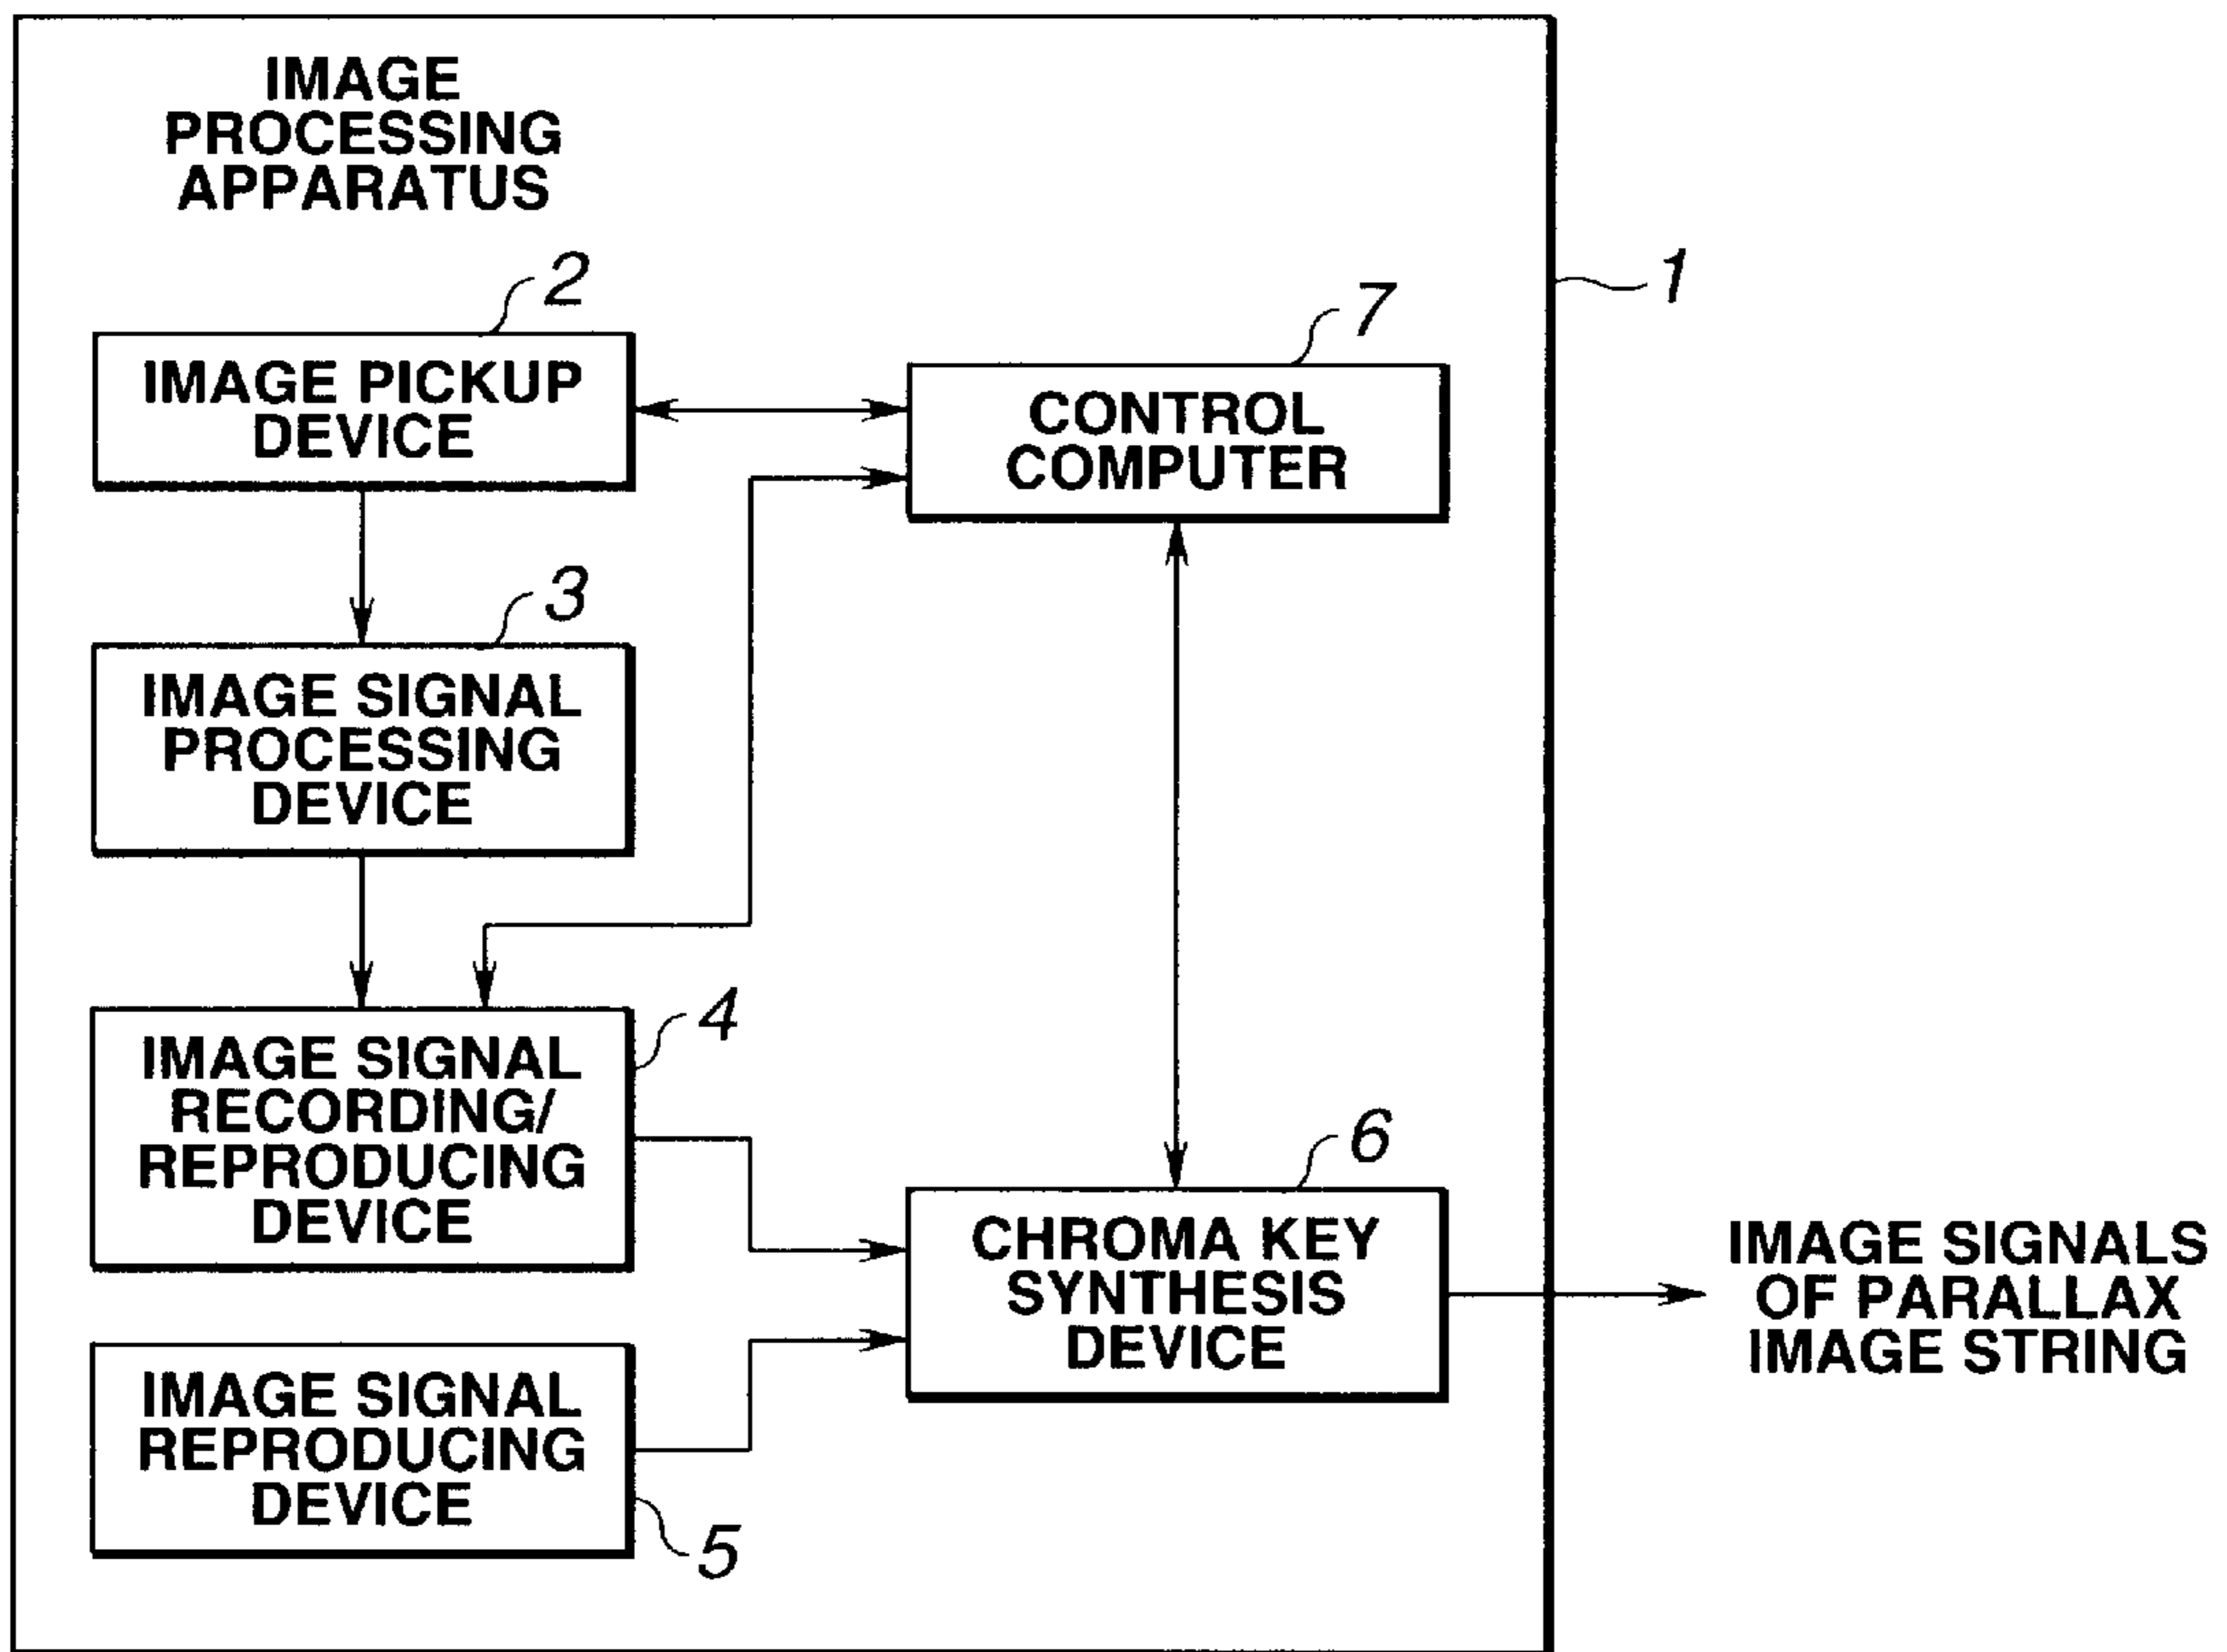 IMAGE
PROCESSING
APPARATUS
1
2
IMAGE PICKUP
DEVICE
7
CONTROL
COMPUTER
3
IMAGE SIGNAL
PROCESSING
DEVICE
4
IMAGE SIGNAL
RECORDING/
REPRODUCING
DEVICE
6
CHROMA KEY
SYNTHESIS
DEVICE
IMAGE SIGNALS
OF PARALLAX
IMAGE STRING
IMAGE SIGNAL
REPRODUCING
DEVICE
5